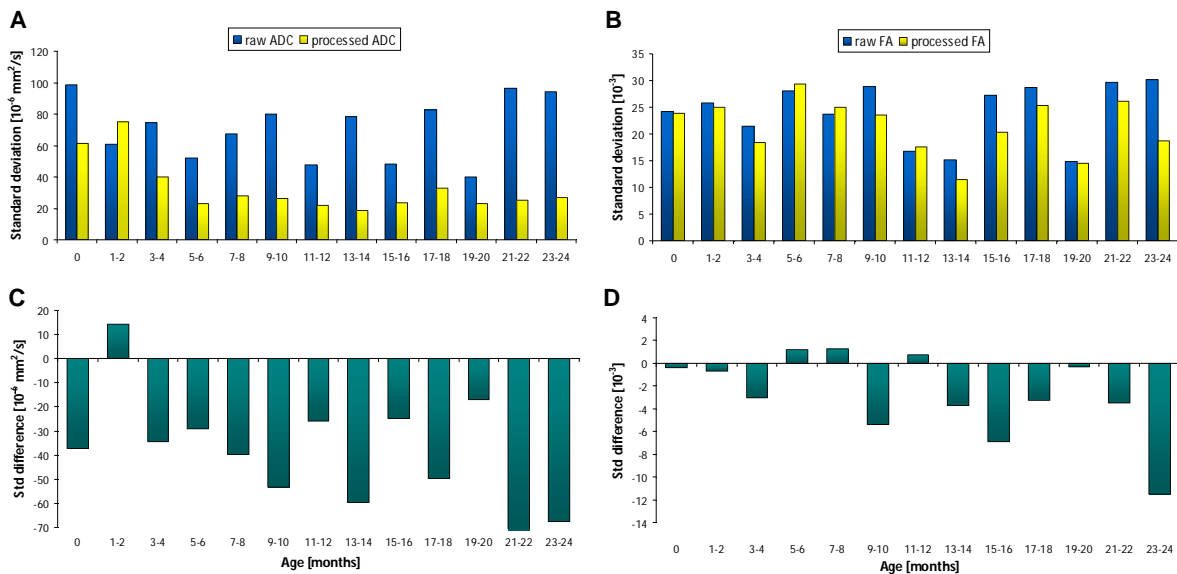 A
raw ADC processed ADC
Standard deviation [10⁻⁶ mm²/s]
120
100
80
60
40
20
0
0 1-2 3-4 5-6 7-8 9-10 11-12 13-14 15-16 17-18 19-20 21-22 23-24
B
raw FA processed FA
Standard deviation [10⁻³]
35
30
25
20
15
10
5
0
0 1-2 3-4 5-6 7-8 9-10 11-12 13-14 15-16 17-18 19-20 21-22 23-24
C
Std difference [10⁻⁶ mm²/s]
20
10
0
-10
-20
-30
-40
-50
-60
-70
0 1-2 3-4 5-6 7-8 9-10 11-12 13-14 15-16 17-18 19-20 21-22 23-24
Age [months]
D
Std difference [10⁻³]
4
2
0
-2
-4
-6
-8
-10
-12
-14
0 1-2 3-4 5-6 7-8 9-10 11-12 13-14 15-16 17-18 19-20 21-22 23-24
Age [months]